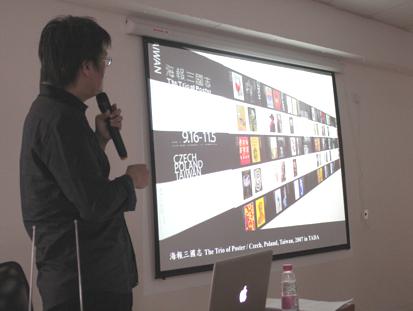 IWAN
海報三國志
The Trio of Poster
9.16-11.5
CZECH
POLAND
TAIWAN
海報三國志 The Trio of Poster / Czech, Poland, Taiwan, 2007 in TADA